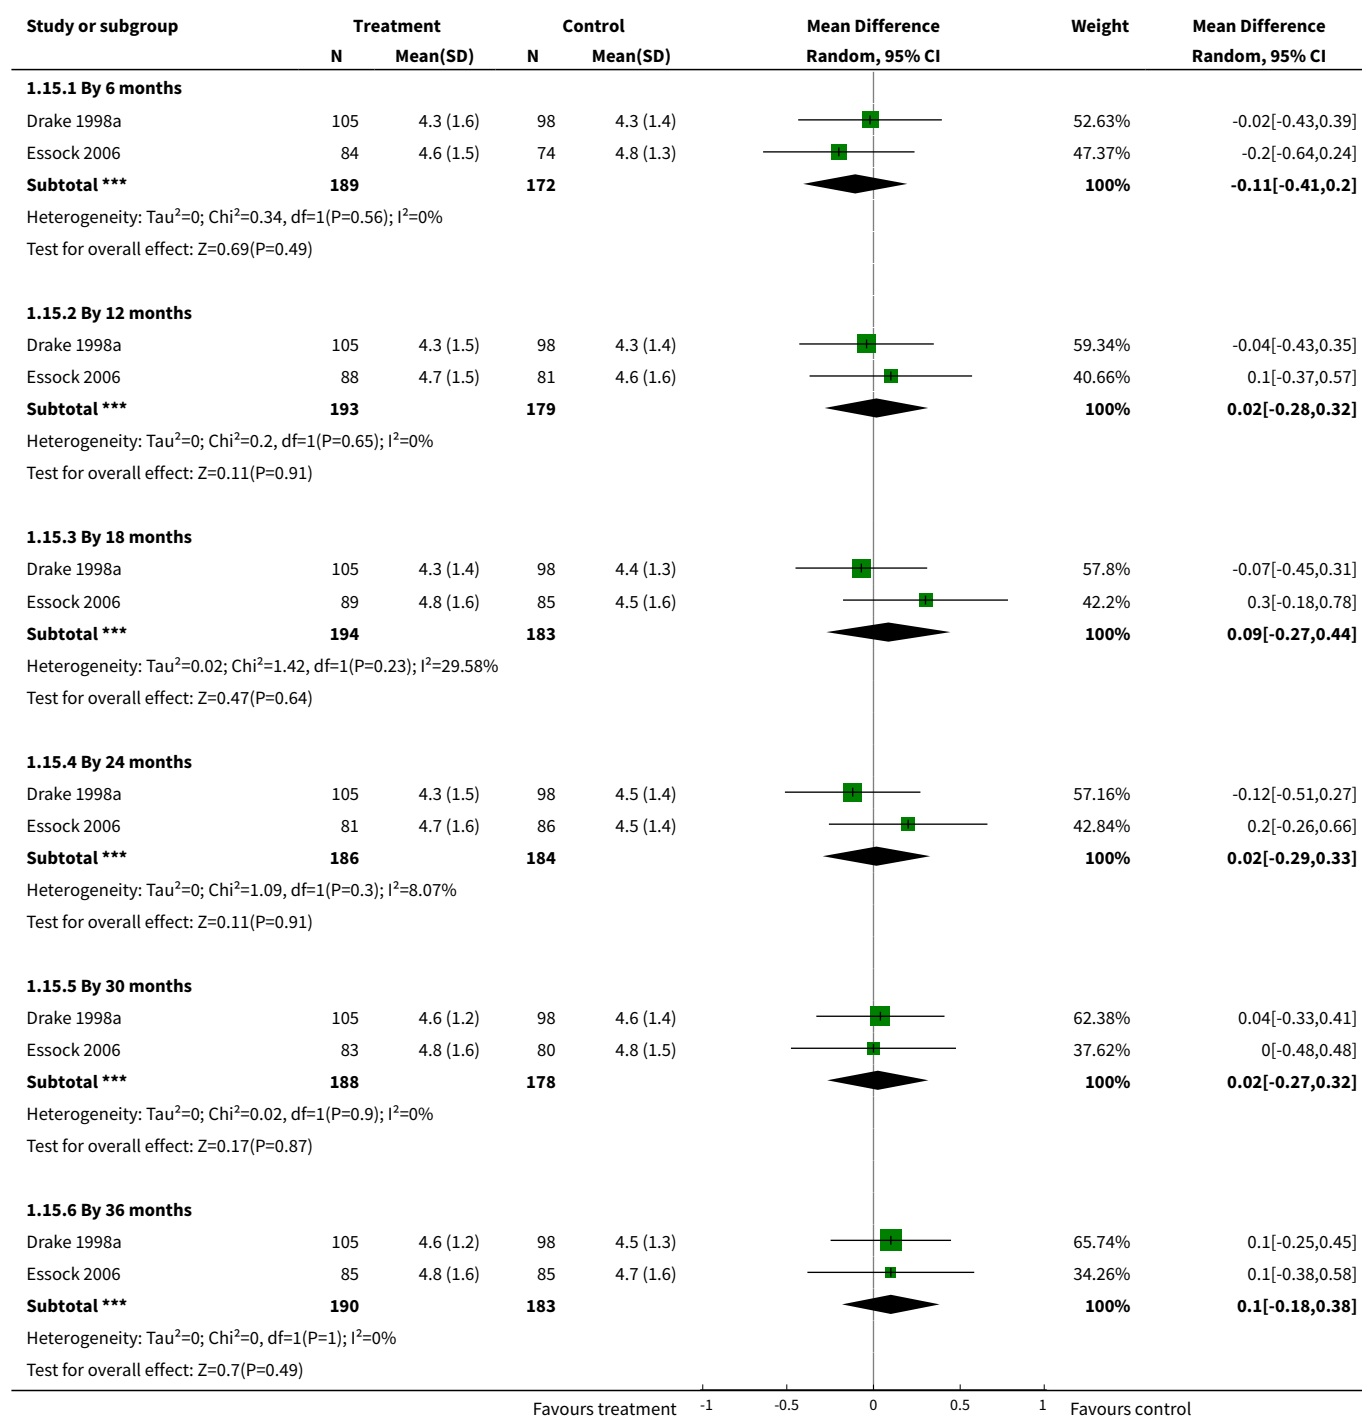 Study or subgroup Treatment Control Mean Difference Weight Mean Difference
N Mean(SD) N Mean(SD) Random, 95% CI Random, 95% CI
1.15.1 By 6 months
Drake 1998a 105 4.3 (1.6) 98 4.3 (1.4) 52.63% -0.02[-0.43,0.39]
Essock 2006 84 4.6 (1.5) 74 4.8 (1.3) 47.37% -0.2[-0.64,0.24]
Subtotal *** 189 172 100% -0.11[-0.41,0.2]
Heterogeneity: Tau²=0; Chi²=0.34, df=1(P=0.56); I²=0%
Test for overall effect: Z=0.69(P=0.49)
1.15.2 By 12 months
Drake 1998a 105 4.3 (1.5) 98 4.3 (1.4) 59.34% -0.04[-0.43,0.35]
Essock 2006 88 4.7 (1.5) 81 4.6 (1.6) 40.66% 0.1[-0.37,0.57]
Subtotal *** 193 179 100% 0.02[-0.28,0.32]
Heterogeneity: Tau²=0; Chi²=0.2, df=1(P=0.65); I²=0%
Test for overall effect: Z=0.11(P=0.91)
1.15.3 By 18 months
Drake 1998a 105 4.3 (1.4) 98 4.4 (1.3) 57.8% -0.07[-0.45,0.31]
Essock 2006 89 4.8 (1.6) 85 4.5 (1.6) 42.2% 0.3[-0.18,0.78]
Subtotal *** 194 183 100% 0.09[-0.27,0.44]
Heterogeneity: Tau²=0.02; Chi²=1.42, df=1(P=0.23); I²=29.58%
Test for overall effect: Z=0.47(P=0.64)
1.15.4 By 24 months
Drake 1998a 105 4.3 (1.5) 98 4.5 (1.4) 57.16% -0.12[-0.51,0.27]
Essock 2006 81 4.7 (1.6) 86 4.5 (1.4) 42.84% 0.2[-0.26,0.66]
Subtotal *** 186 184 100% 0.02[-0.29,0.33]
Heterogeneity: Tau²=0; Chi²=1.09, df=1(P=0.3); I²=8.07%
Test for overall effect: Z=0.11(P=0.91)
1.15.5 By 30 months
Drake 1998a 105 4.6 (1.2) 98 4.6 (1.4) 62.38% 0.04[-0.33,0.41]
Essock 2006 83 4.8 (1.6) 80 4.8 (1.5) 37.62% 0[-0.48,0.48]
Subtotal *** 188 178 100% 0.02[-0.27,0.32]
Heterogeneity: Tau²=0; Chi²=0.02, df=1(P=0.9); I²=0%
Test for overall effect: Z=0.17(P=0.87)
1.15.6 By 36 months
Drake 1998a 105 4.6 (1.2) 98 4.5 (1.3) 65.74% 0.1[-0.25,0.45]
Essock 2006 85 4.8 (1.6) 85 4.7 (1.6) 34.26% 0.1[-0.38,0.58]
Subtotal *** 190 183 100% 0.1[-0.18,0.38]
Heterogeneity: Tau²=0; Chi²=0, df=1(P=1); I²=0%
Test for overall effect: Z=0.7(P=0.49)
Favours treatment -1 -0.5 0 0.5 1 Favours control